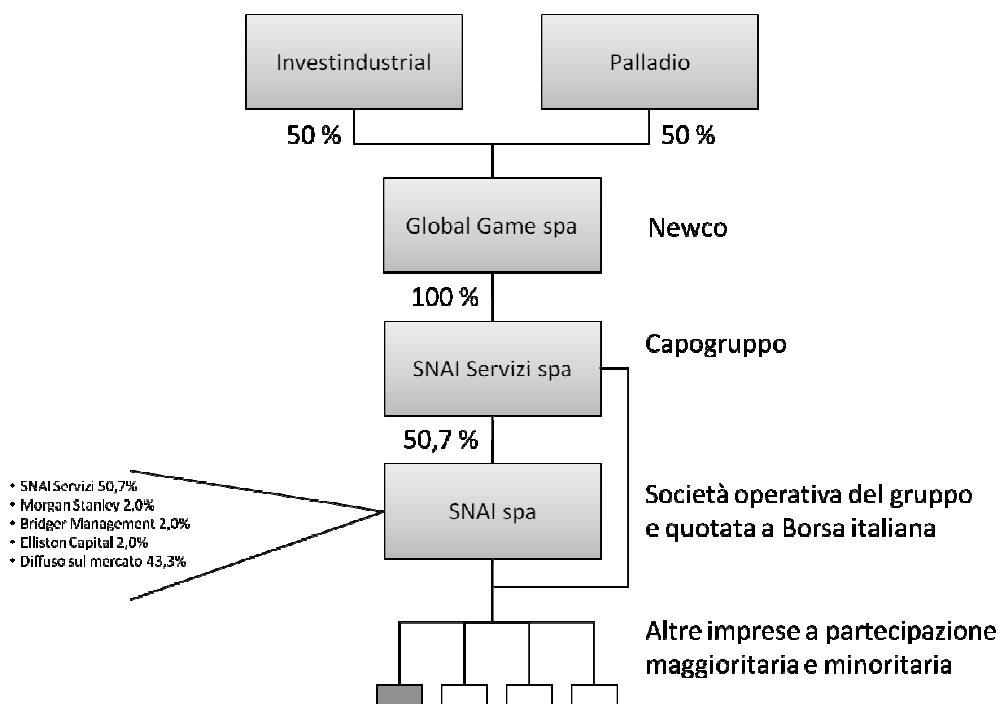 Investindustrial
Palladio
50 %
50 %
Global Game spa
Newco
100 %
Capogruppo
SNAI Servizi spa
50,7 %
• SNAI Servizi 50,7%
• Morgan Stanley 2,0%
• Bridger Management 2,0%
• Elliston Capital 2,0%
• Diffuso sul mercato 43,3%
SNAI spa
Società operativa del gruppo
e quotata a Borsa italiana
Altre imprese a partecipazione
maggioritaria e minoritaria